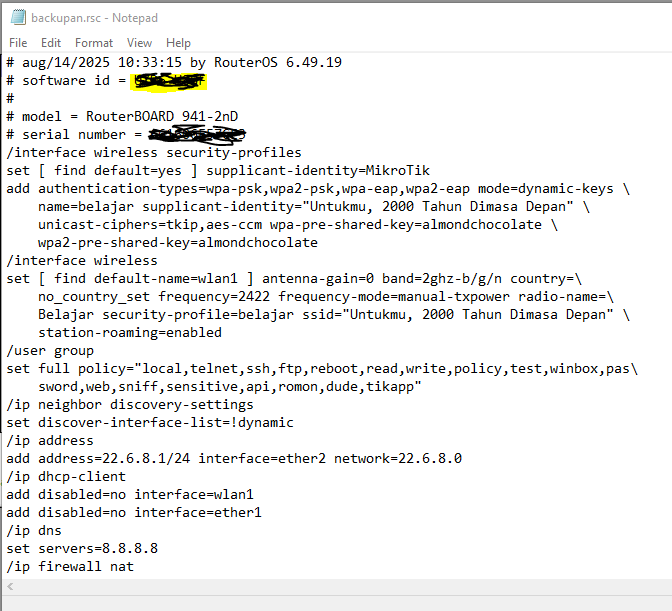 backupan.rsc - Notepad
File Edit Format View Help
# aug/14/2025 10:33:15 by RouterOS 6.49.19
# software id =
#
# model = RouterBOARD 941-2nD
# serial number =
/interface wireless security-profiles
set [ find default=yes ] supplicant-identity=MikroTik
add authentication-types=wpa-psk,wpa2-psk,wpa-eap,wpa2-eap mode=dynamic-keys \
    name=belajar supplicant-identity="Untukmu, 2000 Tahun Dimasa Depan" \
    unicast-ciphers=tkip,aes-ccm wpa-pre-shared-key=almondchocolate \
    wpa2-pre-shared-key=almondchocolate
/interface wireless
set [ find default-name=wlan1 ] antenna-gain=0 band=2ghz-b/g/n country=\
    no_country_set frequency=2422 frequency-mode=manual-txpower radio-name=\
    Belajar security-profile=belajar ssid="Untukmu, 2000 Tahun Dimasa Depan" \
    station-roaming=enabled
/user group
set full policy="local,telnet,ssh,ftp,reboot,read,write,policy,test,winbox,pas\
    sword,web,sniff,sensitive,api,romon,dude,tikapp"
/ip neighbor discovery-settings
set discover-interface-list=!dynamic
/ip address
add address=22.6.8.1/24 interface=ether2 network=22.6.8.0
/ip dhcp-client
add disabled=no interface=wlan1
add disabled=no interface=ether1
/ip dns
set servers=8.8.8.8
/ip firewall nat